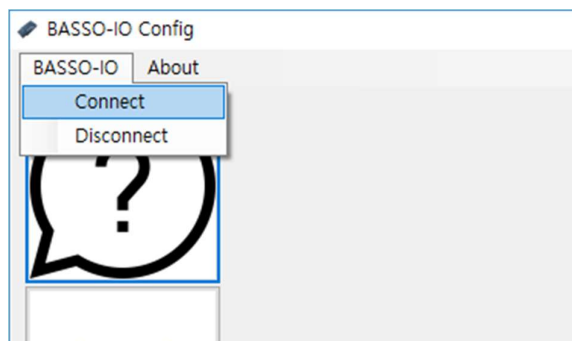 BASSO-IO Config
BASSO-IO About
Connect
Disconnect
?